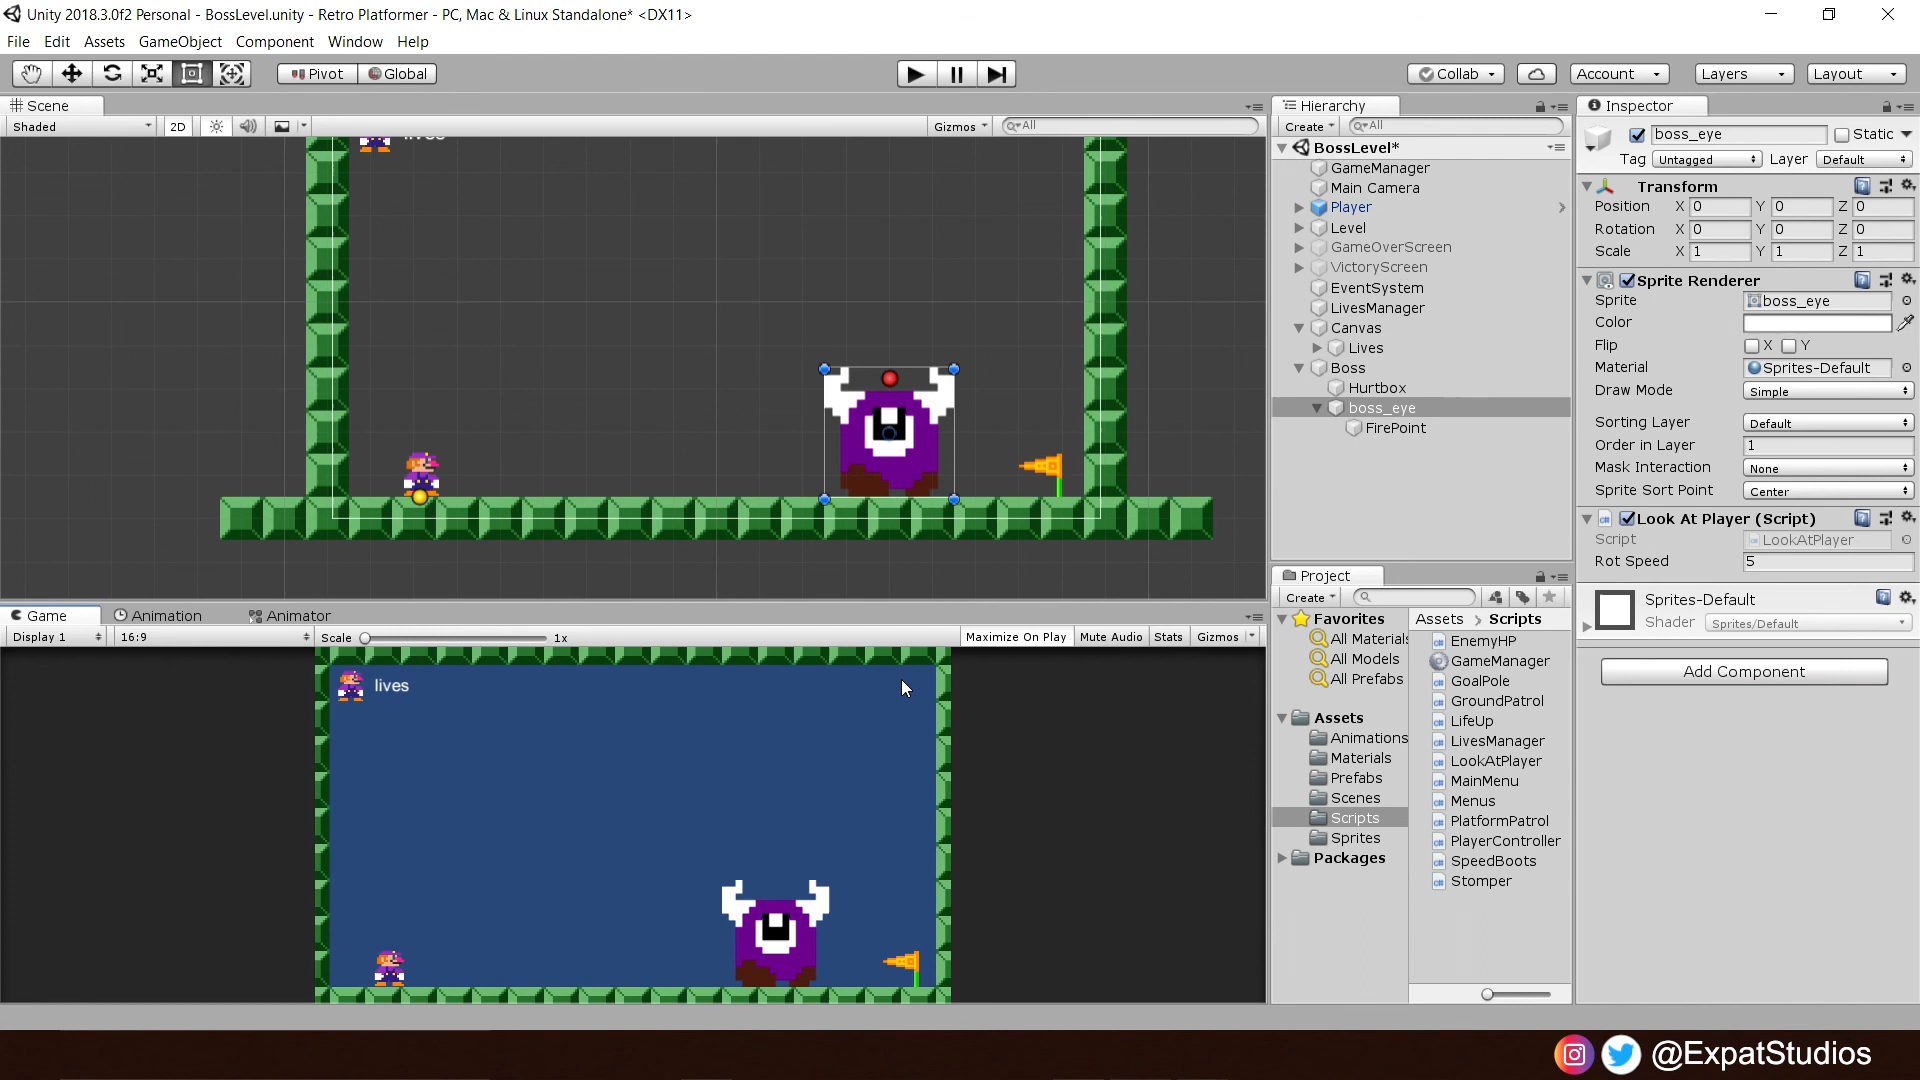 Unity 2018.3.0f2 Personal - BossLevel.unity - Retro Platformer - PC, Mac & Linux Standalone* <DX11>
File Edit Assets GameObject Component Window Help
Pivot Global Collab Account Layers Layout
Scene
Shaded 2D Gizmos All
lives
Game Animation Animator
Display 1 16:9 Scale 1x Maximize On Play Mute Audio Stats Gizmos
lives
Hierarchy
Create All
BossLevel*
GameManager
Main Camera
Player
Level
GameOverScreen
VictoryScreen
EventSystem
LivesManager
Canvas
Lives
Boss
Hurtbox
boss_eye
FirePoint
Project
Create
Favorites
All Materials
All Models
All Prefabs
Assets
Animations
Materials
Prefabs
Scenes
Scripts
Sprites
Packages
Assets > Scripts
EnemyHP
GameManager
GoalPole
GroundPatrol
LifeUp
LivesManager
LookAtPlayer
MainMenu
Menus
PlatformPatrol
PlayerController
SpeedBoots
Stomper
Inspector
boss_eye Static
Tag Untagged Layer Default
Transform
Position X 0 Y 0 Z 0
Rotation X 0 Y 0 Z 0
Scale X 1 Y 1 Z 1
Sprite Renderer
Sprite boss_eye
Color
Flip X Y
Material Sprites-Default
Draw Mode Simple
Sorting Layer Default
Order in Layer 1
Mask Interaction None
Sprite Sort Point Center
Look At Player (Script)
Script LookAtPlayer
Rot Speed 5
Sprites-Default
Shader Sprites/Default
Add Component
@ExpatStudios